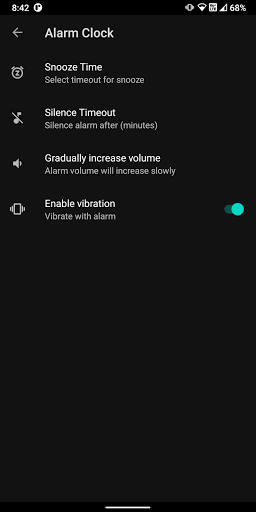 8:42
68%
Alarm Clock
Snooze Time
Select timeout for snooze
Silence Timeout
Silence alarm after (minutes)
Gradually increase volume
Alarm volume will increase slowly
Enable vibration
Vibrate with alarm